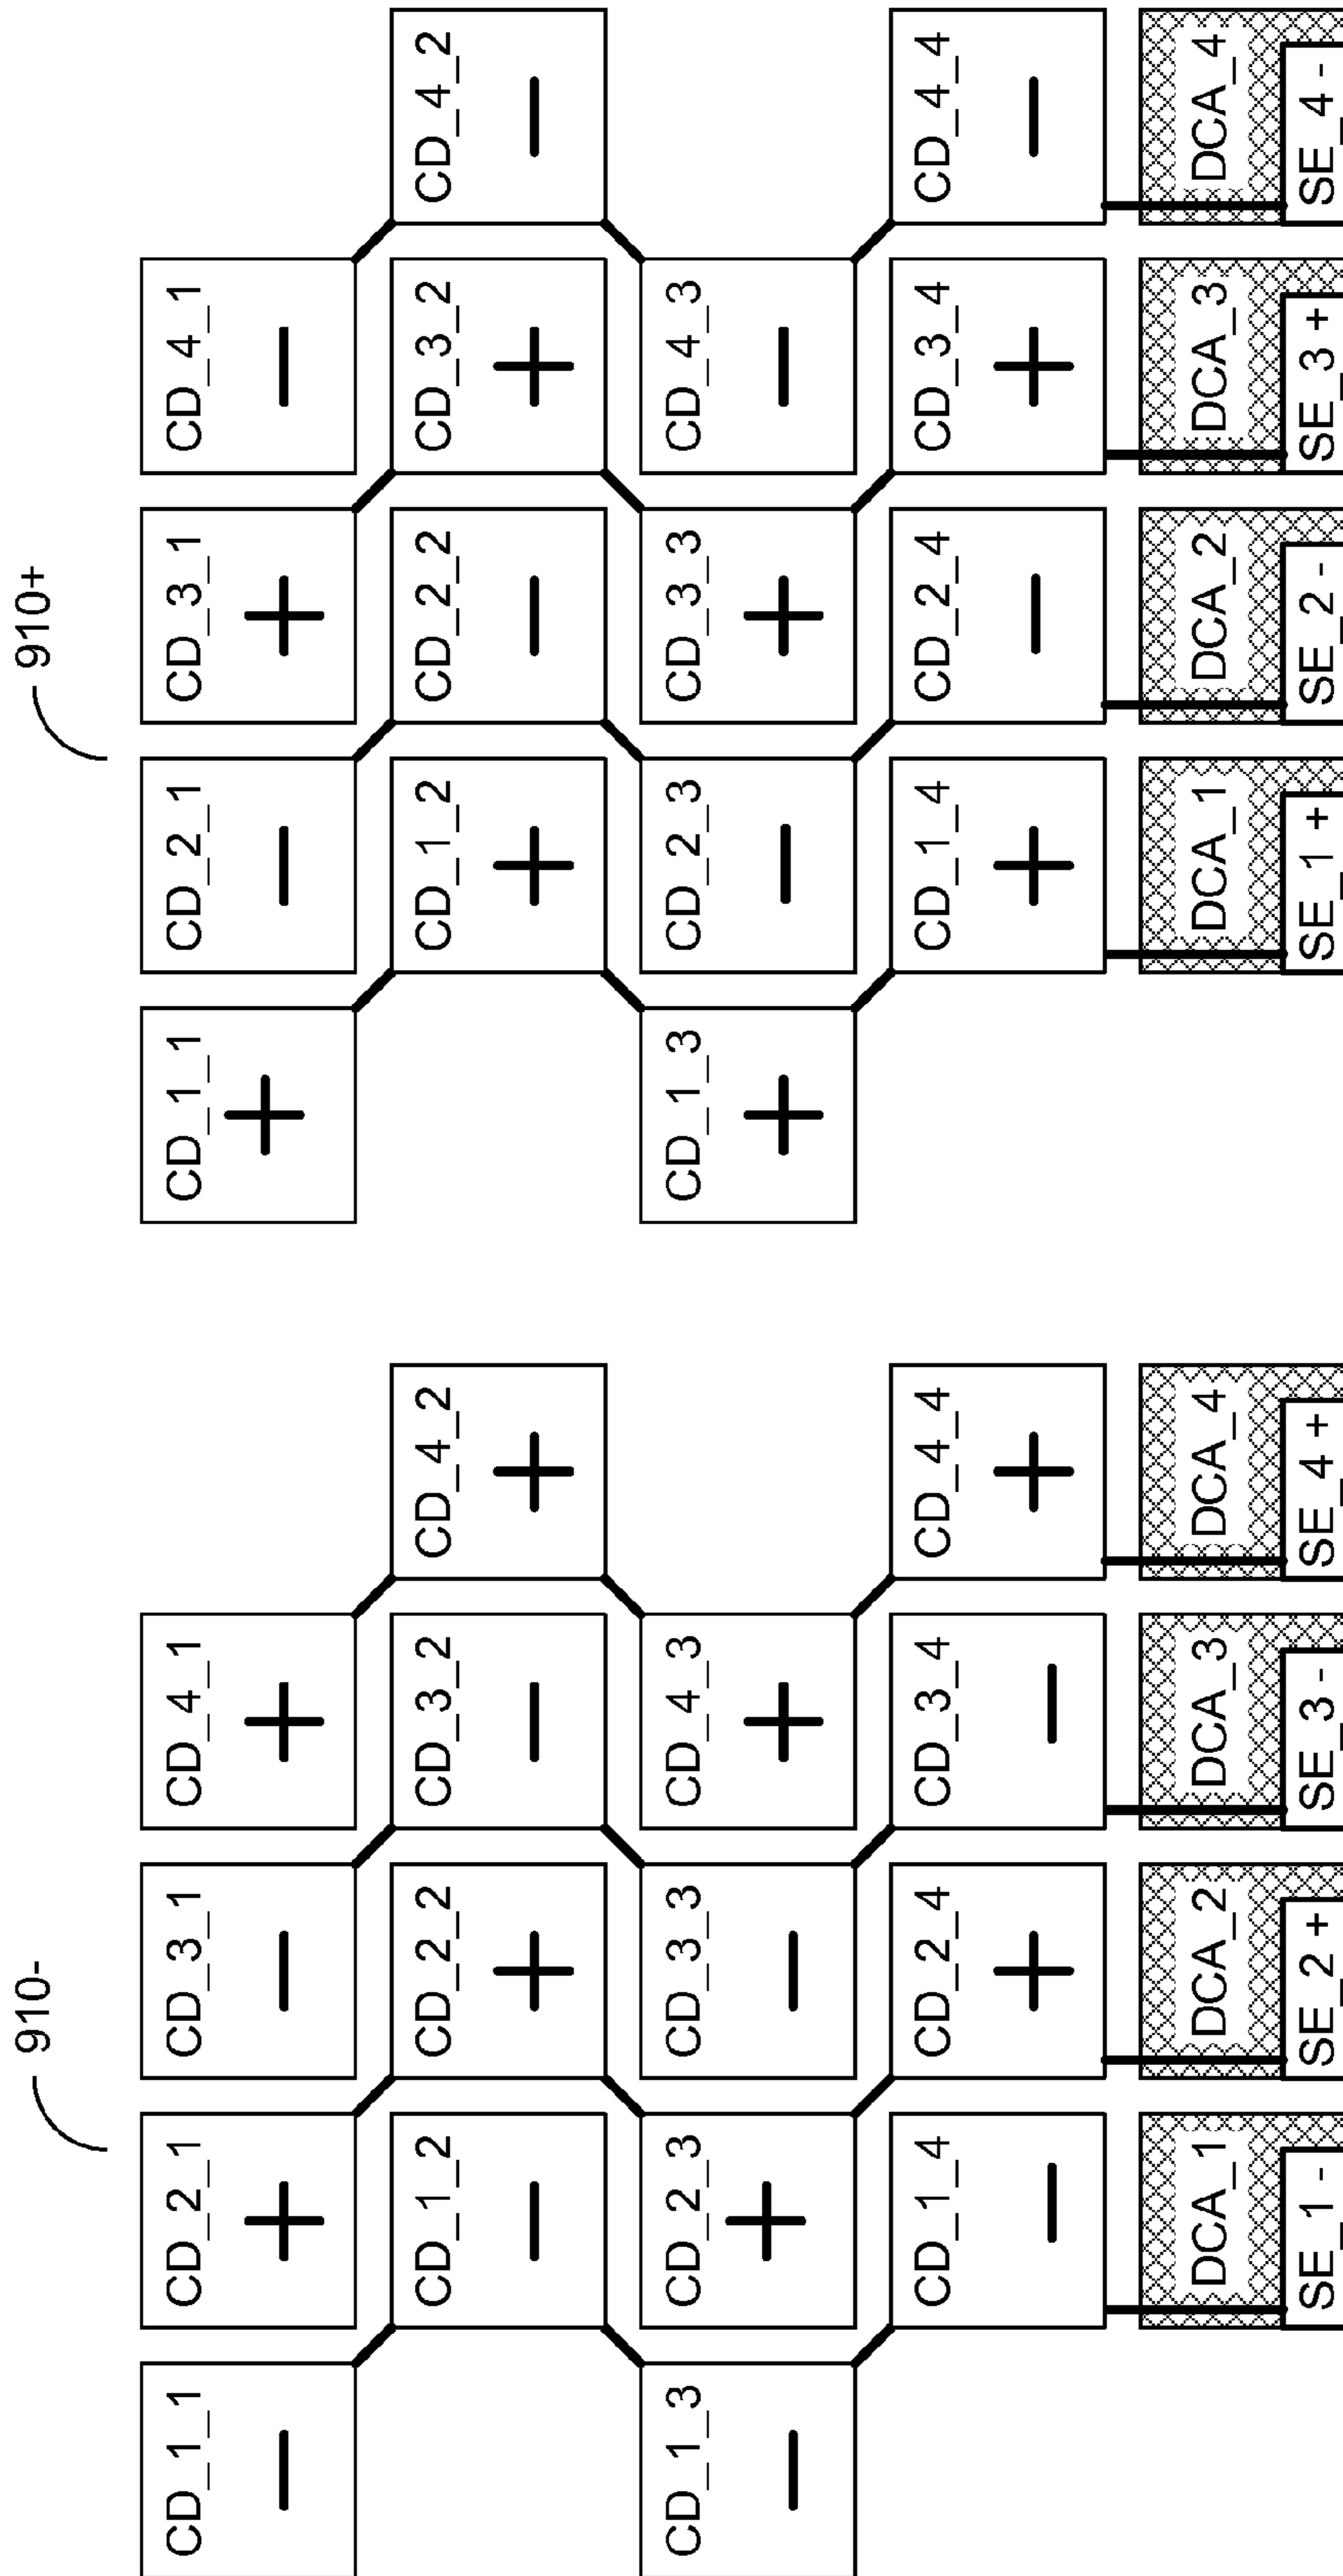 910-
910+
CD_1_1 CD_2_1 CD_3_1 CD_4_1 CD_1_1 CD_2_1 CD_3_1 CD_4_1
− + − + + − + −
CD_1_2 CD_2_2 CD_3_2 CD_4_2 CD_1_2 CD_2_2 CD_3_2 CD_4_2
− + − + + − + −
CD_1_3 CD_2_3 CD_3_3 CD_4_3 CD_1_3 CD_2_3 CD_3_3 CD_4_3
− + − + + − + −
CD_1_4 CD_2_4 CD_3_4 CD_4_4 CD_1_4 CD_2_4 CD_3_4 CD_4_4
− + − + + − + −
DCA_1 DCA_2 DCA_3 DCA_4 DCA_1 DCA_2 DCA_3 DCA_4
SE_1 - SE_2 + SE_3 - SE_4 + SE_1 + SE_2 - SE_3 + SE_4 -